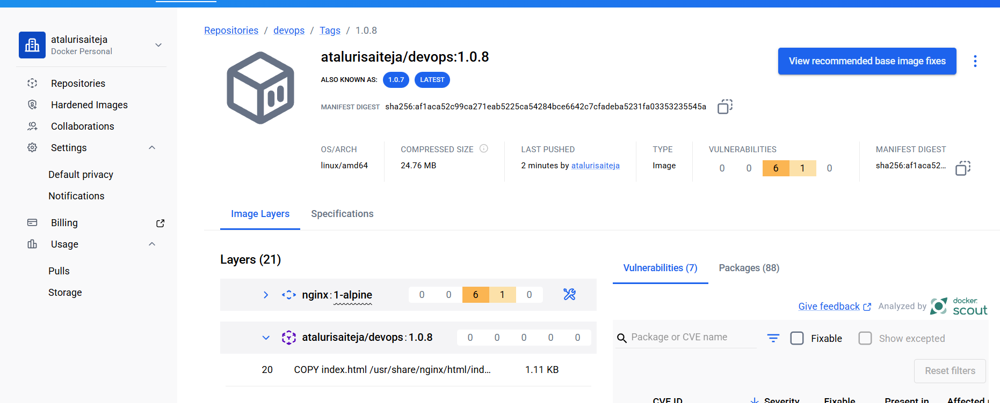 atalurisaiteja
Docker Personal
Repositories
Hardened Images
Collaborations
Settings
Default privacy
Notifications
Billing
Usage
Pulls
Storage
Repositories / devops / Tags / 1.0.8
atalurisaiteja/devops:1.0.8
View recommended base image fixes
ALSO KNOWN AS: 1.0.7 LATEST
MANIFEST DIGEST sha256:af1aca52c99ca271eab5225ca54284bce6642c7cfadeba5231fa03353235545a
OS/ARCH
linux/amd64
COMPRESSED SIZE
24.76 MB
LAST PUSHED
2 minutes by atalurisaiteja
TYPE
Image
VULNERABILITIES
0 0 6 1 0
MANIFEST DIGEST
sha256:af1aca52...
Image Layers Specifications
Layers (21)
nginx:1-alpine 0 0 6 1 0
atalurisaiteja/devops:1.0.8 0 0 0 0 0
20 COPY index.html /usr/share/nginx/html/ind... 1.11 KB
Vulnerabilities (7) Packages (88)
Give feedback Analyzed by docker scout
Package or CVE name Fixable Show excepted
Reset filters
CVE ID Severity Fixable Present in Affected